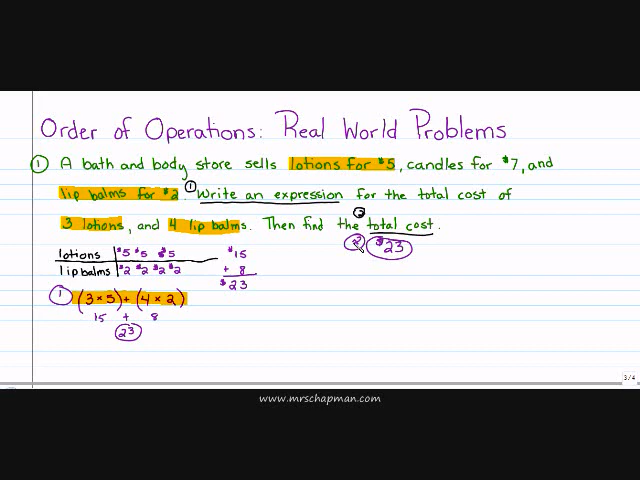 Order of Operations: Real World Problems
① A bath and body store sells lotions for $5, candles for $7, and
lip balms for $2. ① Write an expression for the total cost of
3 lotions, and 4 lip balms. Then find the ② total cost.
② $23
lotions | $5 $5 $5
lip balms | $2 $2 $2 $2
$15
+ 8
$23
① (3 × 5) + (4 × 2)
15 + 8
23
3/4
www.mrschapman.com